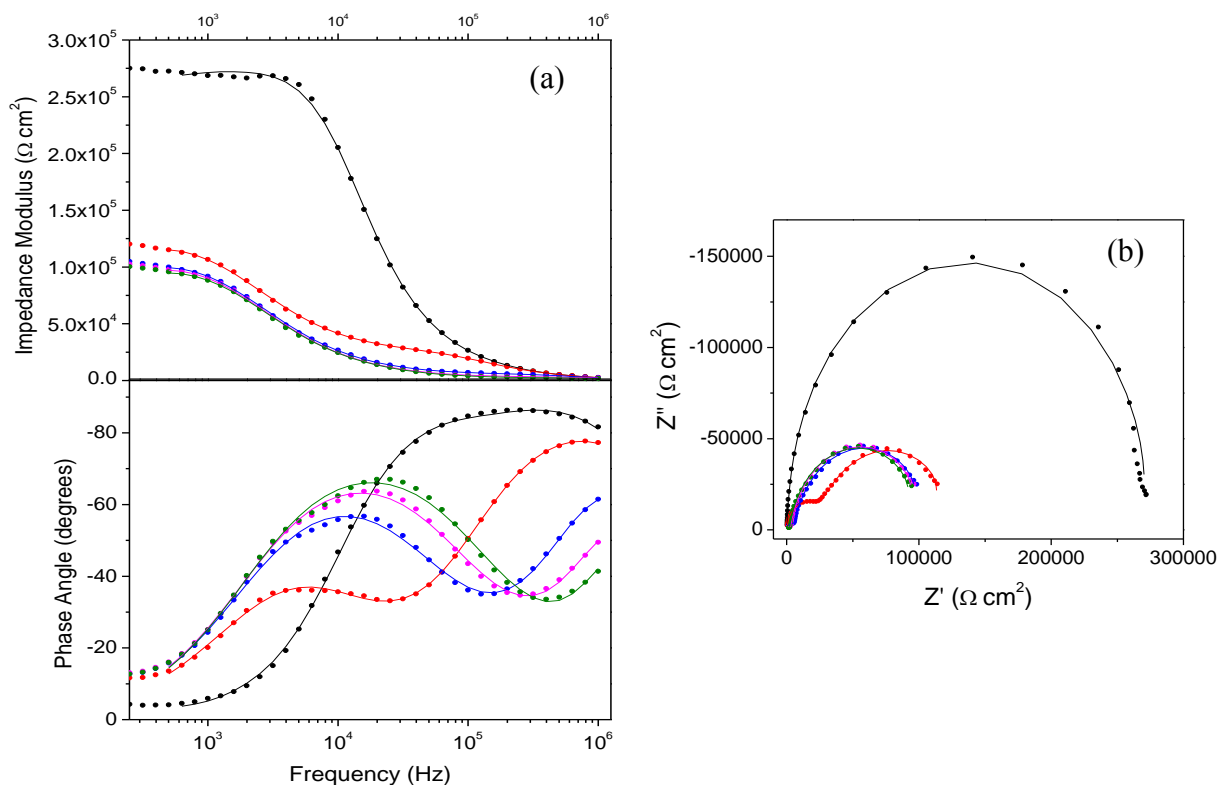 10³ 10⁴ 10⁵ 10⁶
(a)
Impedance Modulus (Ω cm²)
3.0x10⁵
2.5x10⁵
2.0x10⁵
1.5x10⁵
1.0x10⁵
5.0x10⁴
0.0
Phase Angle (degrees)
-80
-60
-40
-20
0
10³ 10⁴ 10⁵ 10⁶
Frequency (Hz)
(b)
Z'' (Ω cm²)
-150000
-100000
-50000
0
0 100000 200000 300000
Z' (Ω cm²)